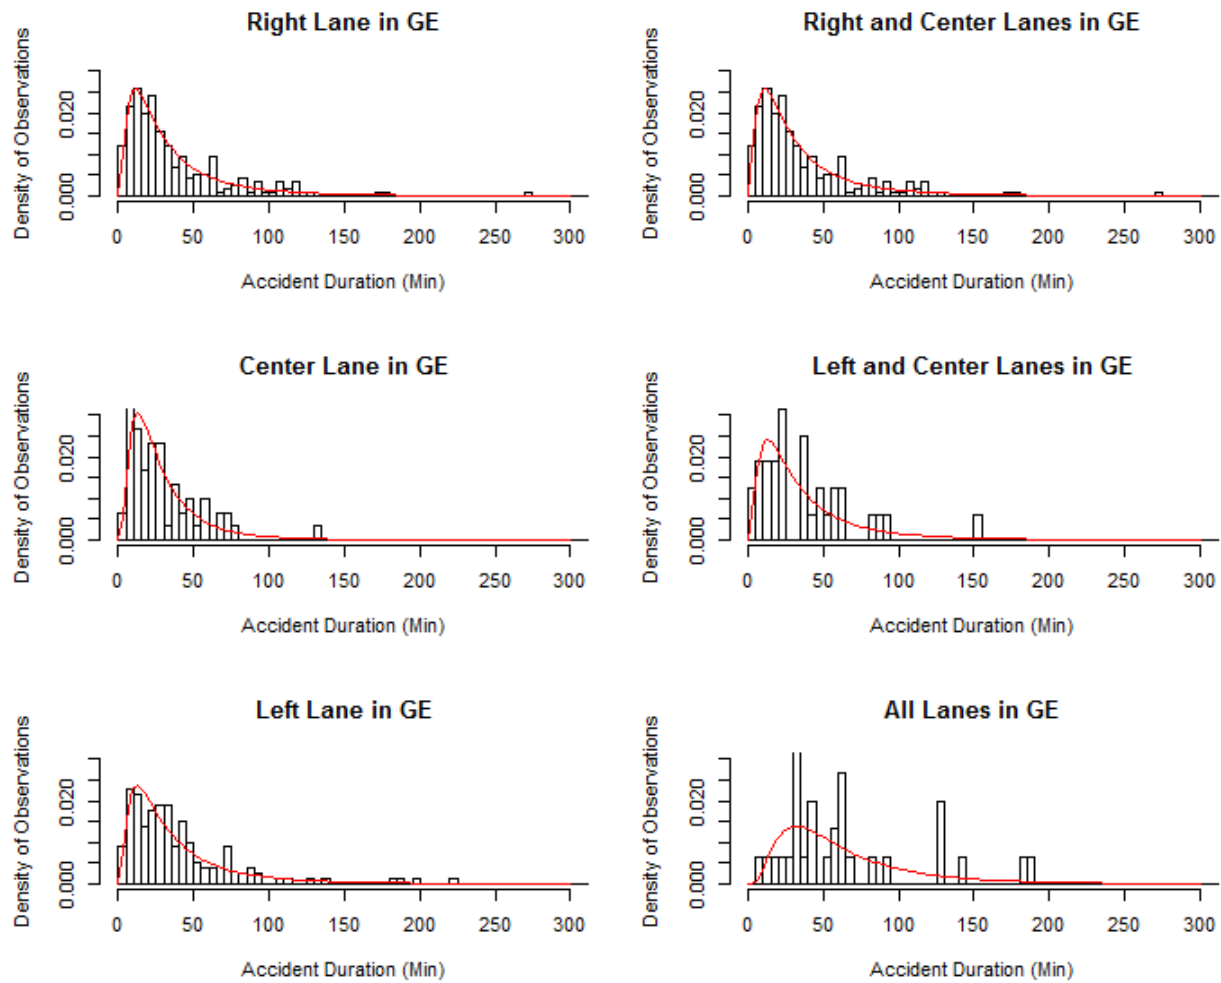 Right Lane in GE
Density of Observations
0.000 0.020
0 50 100 150 200 250 300
Accident Duration (Min)
Right and Center Lanes in GE
Density of Observations
0.000 0.020
0 50 100 150 200 250 300
Accident Duration (Min)
Center Lane in GE
Density of Observations
0.000 0.020
0 50 100 150 200 250 300
Accident Duration (Min)
Left and Center Lanes in GE
Density of Observations
0.000 0.020
0 50 100 150 200 250 300
Accident Duration (Min)
Left Lane in GE
Density of Observations
0.000 0.020
0 50 100 150 200 250 300
Accident Duration (Min)
All Lanes in GE
Density of Observations
0.000 0.020
0 50 100 150 200 250 300
Accident Duration (Min)